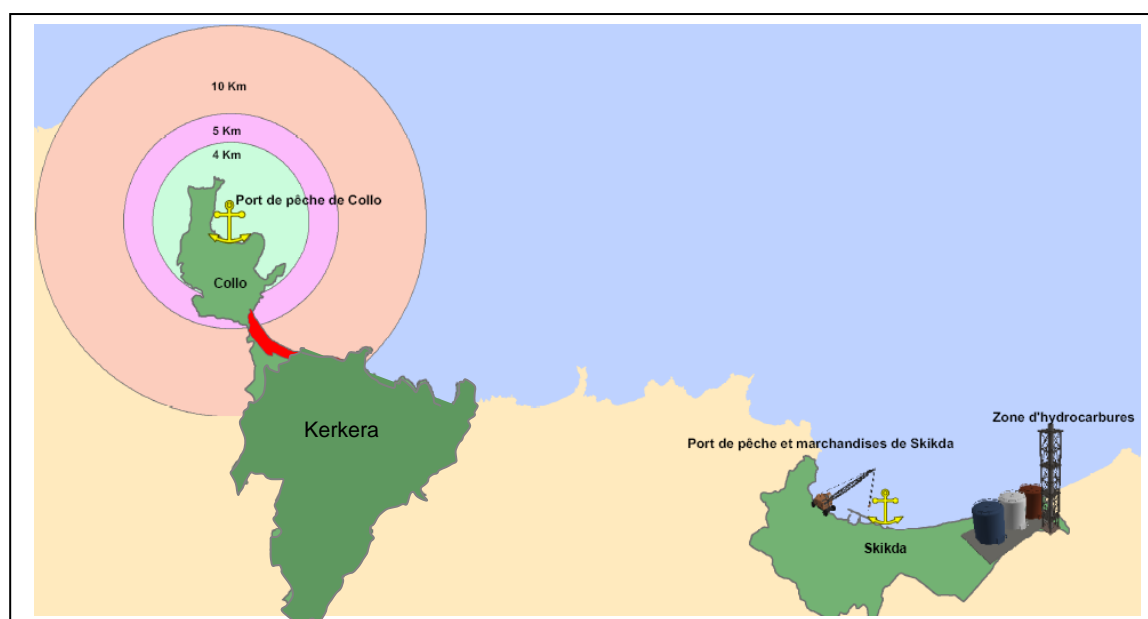 10 Km
5 Km
4 Km
Port de pêche de Collo
Collo
Kerkera
Zone d'hydrocarbures
Port de pêche et marchandises de Skikda
Skikda